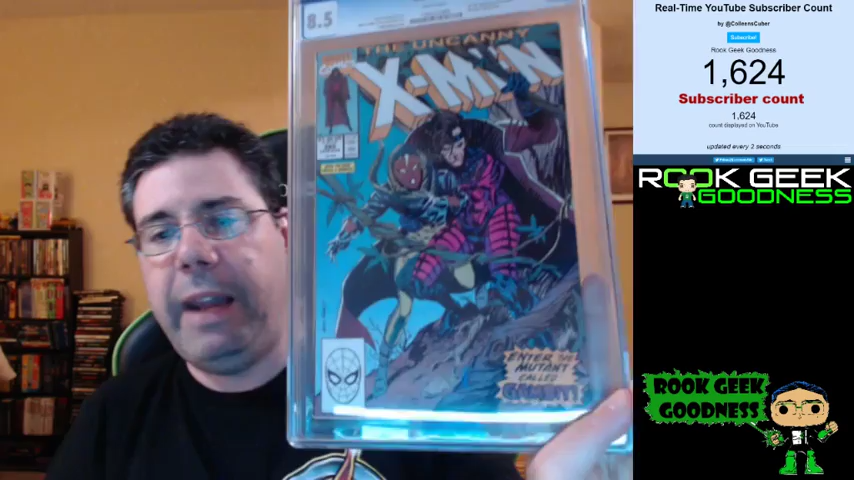 Real-Time YouTube Subscriber Count
by @ColleensCuber
Subscribe!
Rook Geek Goodness
1,624
Subscriber count
1,624
count displayed on YouTube
updated every 2 seconds
ROOK GEEK
GOODNESS
8.5
THE UNCANNY
X-MEN
ENTER THE
MUTANT
CALLED
GAMBIT!
ROOK GEEK
GOODNESS